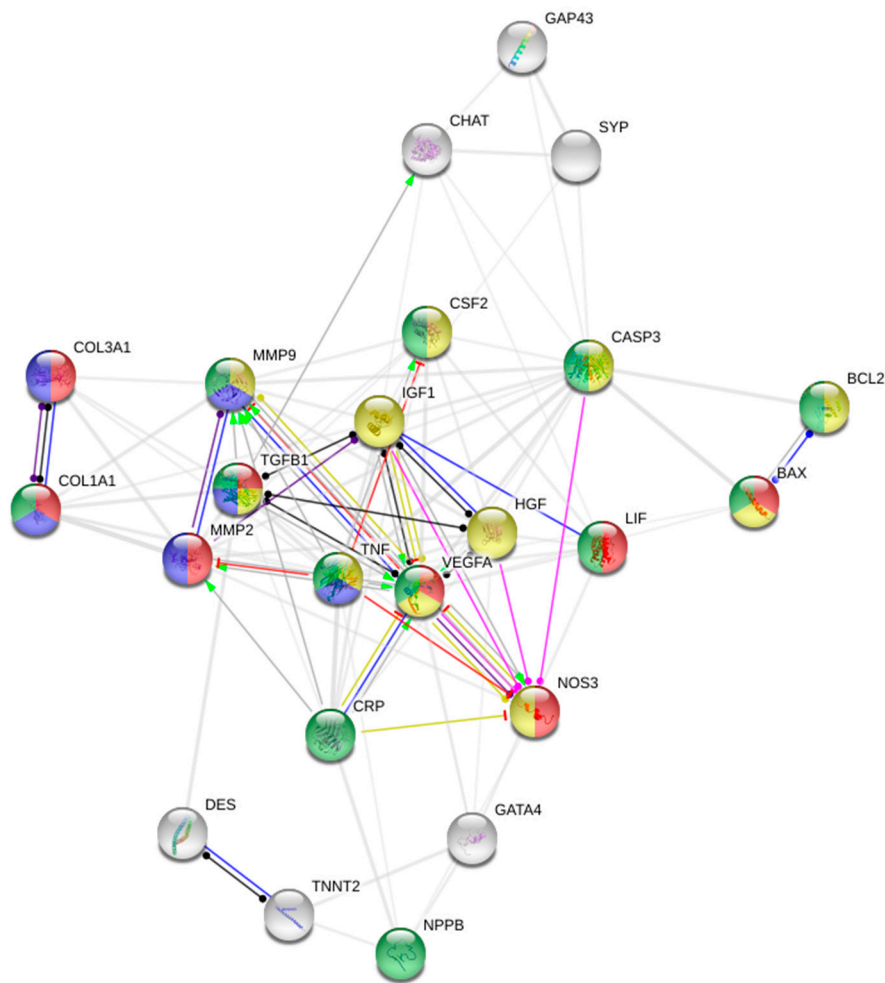 GAP43
CHAT
SYP
CSF2
CASP3
COL3A1
MMP9
BCL2
IGF1
TGFB1
BAX
COL1A1
HGF
LIF
MMP2
TNF
VEGFA
NOS3
CRP
DES
GATA4
TNNT2
NPPB